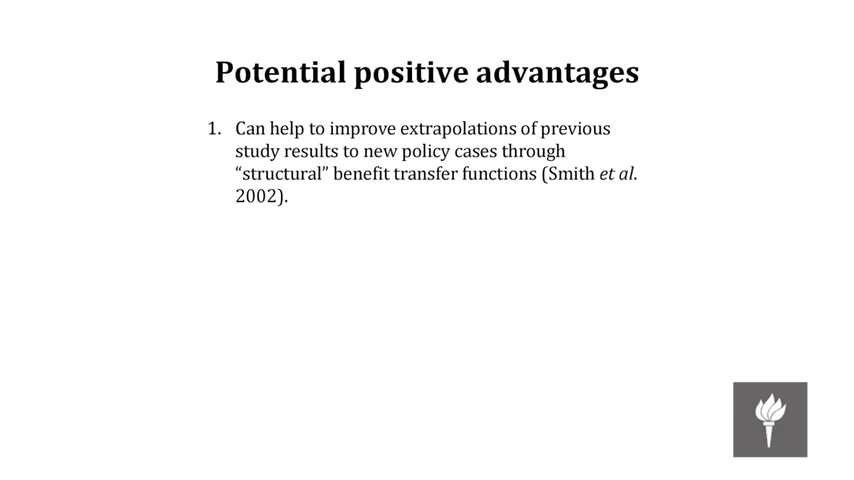 Potential positive advantages
1. Can help to improve extrapolations of previous
study results to new policy cases through
“structural” benefit transfer functions (Smith et al.
2002).